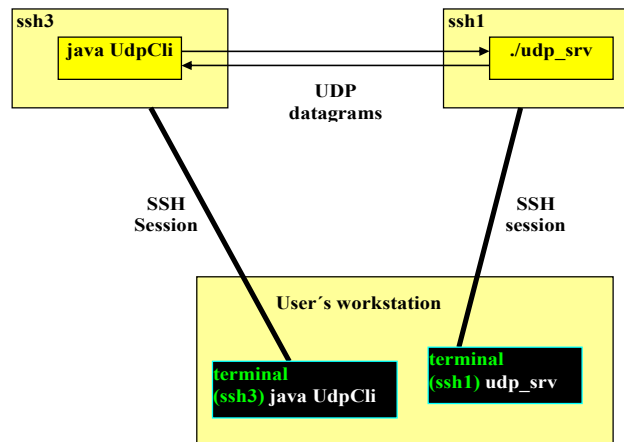 ssh3
java UdpCli
ssh1
./udp_srv
UDP
datagrams
SSH
Session
SSH
session
User´s workstation
terminal
(ssh3) java UdpCli
terminal
(ssh1) udp_srv